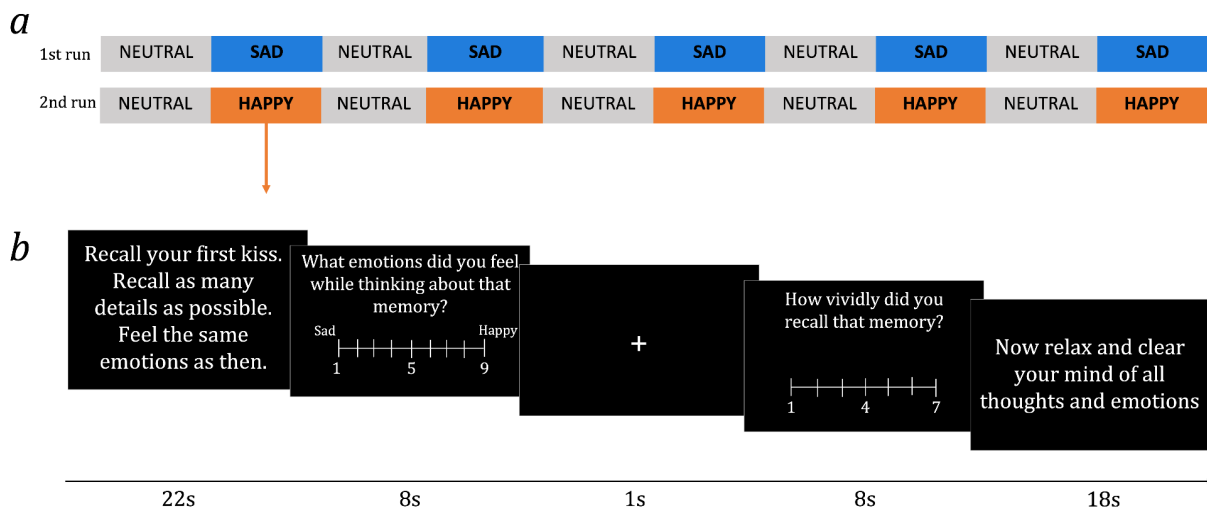 a
1st run NEUTRAL SAD NEUTRAL SAD NEUTRAL SAD NEUTRAL SAD NEUTRAL SAD
2nd run NEUTRAL HAPPY NEUTRAL HAPPY NEUTRAL HAPPY NEUTRAL HAPPY NEUTRAL HAPPY
b
Recall your first kiss.
Recall as many
details as possible.
Feel the same
emotions as then.
What emotions did you feel
while thinking about that
memory?
Sad Happy
1 5 9
+
How vividly did you
recall that memory?
1 4 7
Now relax and clear
your mind of all
thoughts and emotions
22s 8s 1s 8s 18s